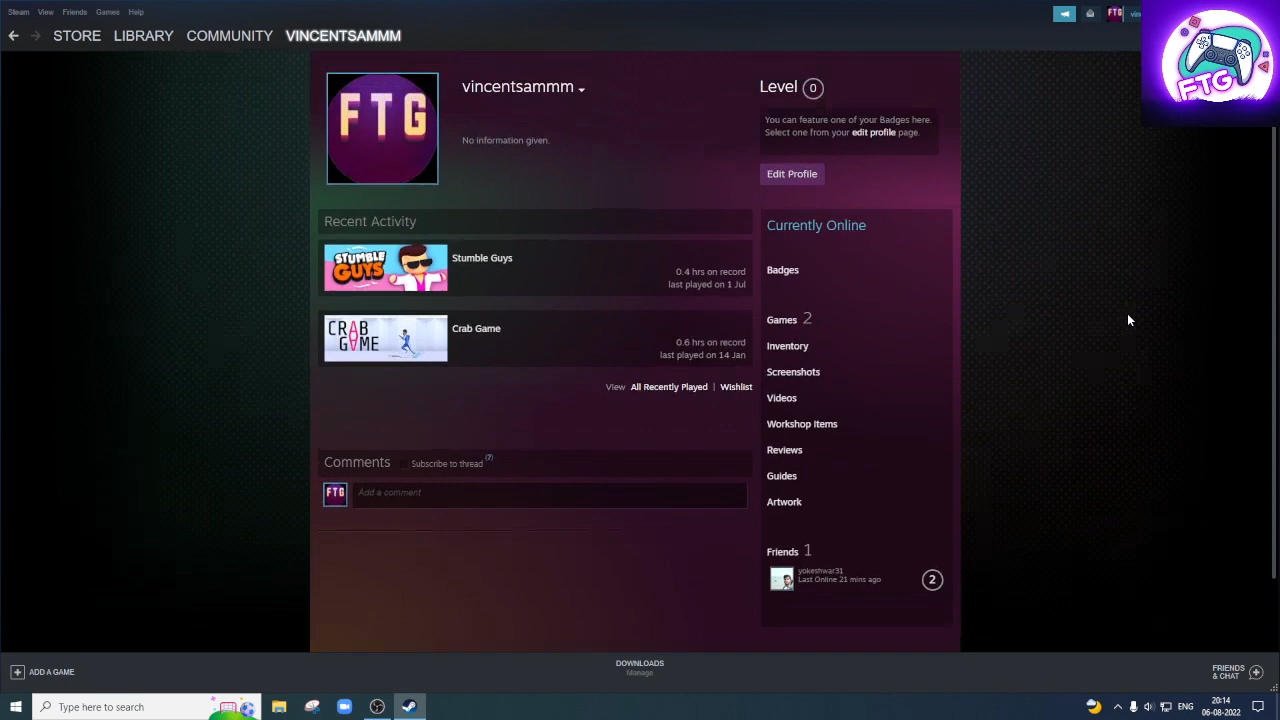 Steam View Friends Games Help
FTG vin
STORE LIBRARY COMMUNITY VINCENTSAMMM
FTG
FTG
vincentsammm
No information given.
Level 0
You can feature one of your Badges here.
Select one from your edit profile page.
Edit Profile
Recent Activity
STUMBLE GUYS
Stumble Guys
0.4 hrs on record
last played on 1 Jul
CRAB GAME
Crab Game
0.6 hrs on record
last played on 14 Jan
View All Recently Played | Wishlist
Comments Subscribe to thread (?)
FTG Add a comment
Currently Online
Badges
Games 2
Inventory
Screenshots
Videos
Workshop Items
Reviews
Guides
Artwork
Friends 1
yokeshwar31
Last Online 21 mins ago
2
ADD A GAME
DOWNLOADS
Manage
FRIENDS
& CHAT
Type here to search
ENG
20:14
06-08-2022